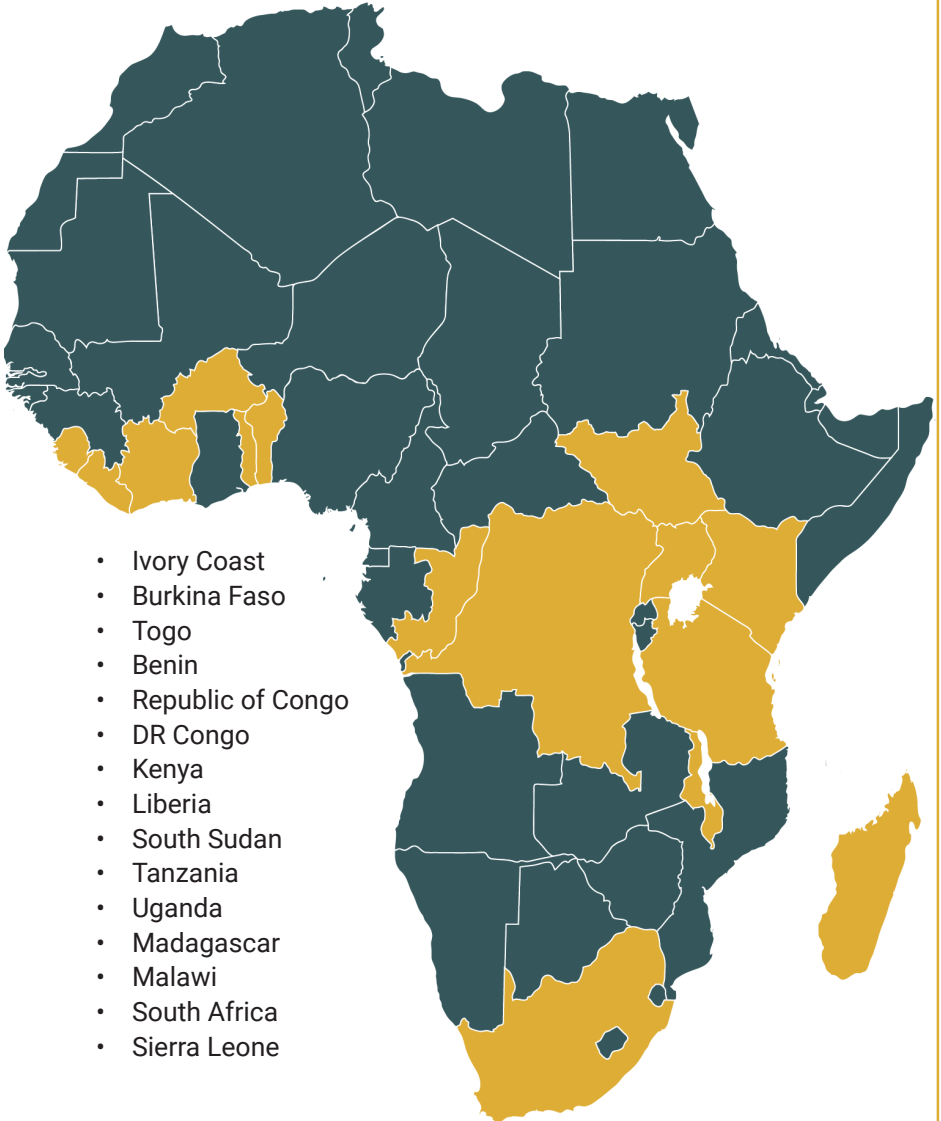 • Ivory Coast
• Burkina Faso
• Togo
• Benin
• Republic of Congo
• DR Congo
• Kenya
• Liberia
• South Sudan
• Tanzania
• Uganda
• Madagascar
• Malawi
• South Africa
• Sierra Leone